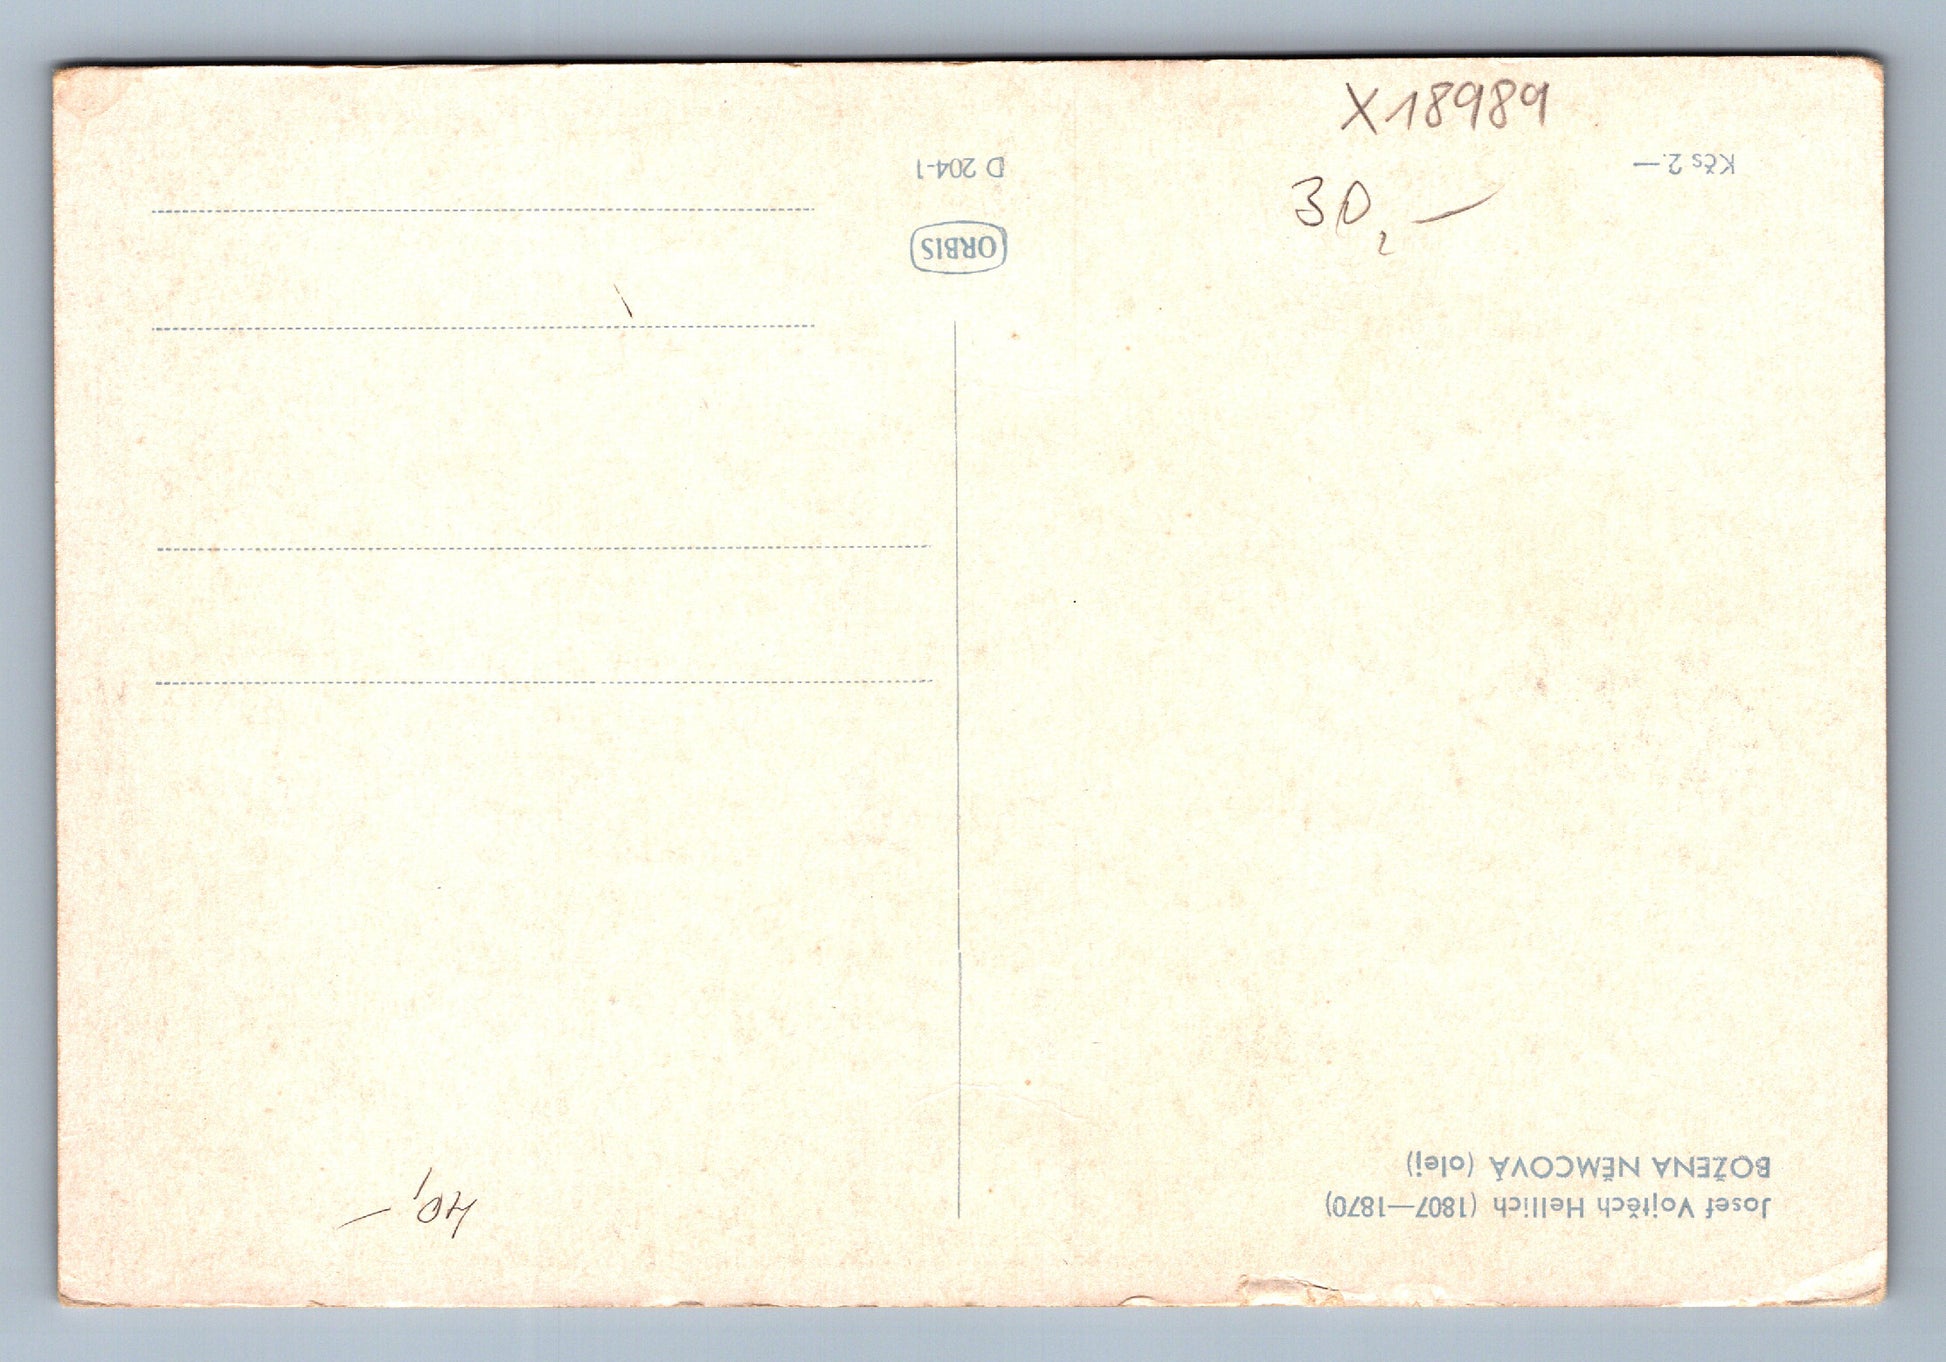 X18989
30,—
Josef Vojtěch Hellich (1807—1870)
BOŽENA NĚMCOVÁ (olej)
40,—
ORBIS
D 204-1
Kčs 2.—